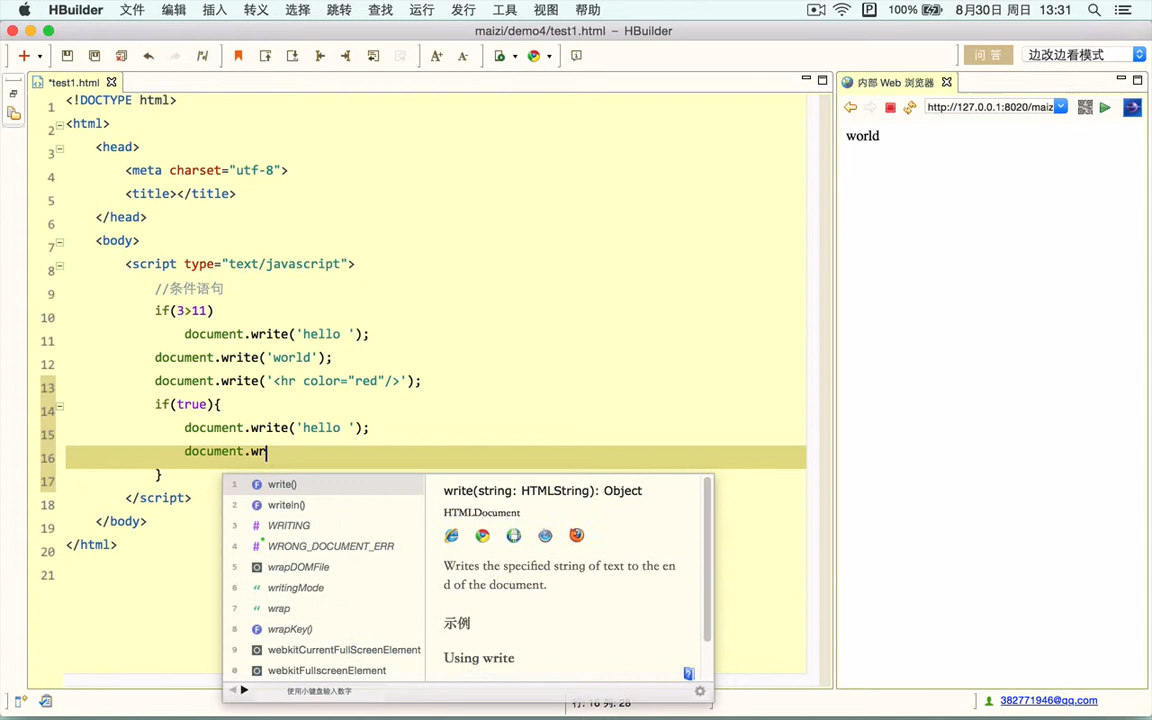 HBuilder 文件 编辑 插入 转义 选择 跳转 查找 运行 发行 工具 视图 帮助 100% 8月30日 周日 13:31
maizi/demo4/test1.html – HBuilder
A+ A- 问 答 边改边看模式
*test1.html 内部 Web 浏览器
http://127.0.0.1:8020/maiz
world
1 <!DOCTYPE html>
2 <html>
3 <head>
4 <meta charset="utf-8">
5 <title></title>
6 </head>
7 <body>
8 <script type="text/javascript">
9 //条件语句
10 if(3>11)
11 document.write('hello ');
12 document.write('world');
13 document.write('<hr color="red"/>');
14 if(true){
15 document.write('hello ');
16 document.wr
17 }
18 </script>
19 </body>
20 </html>
21
1 F write()
2 F writeln()
3 # WRITING
4 # WRONG_DOCUMENT_ERR
5 wrapDOMFile
6 “ writingMode
7 “ wrap
8 F wrapKey()
9 webkitCurrentFullScreenElement
0 webkitFullscreenElement
使用小键盘输入数字
write(string: HTMLString): Object
HTMLDocument
Writes the specified string of text to the en
d of the document.
示例
Using write
行: 16 列: 28
382771946@qq.com